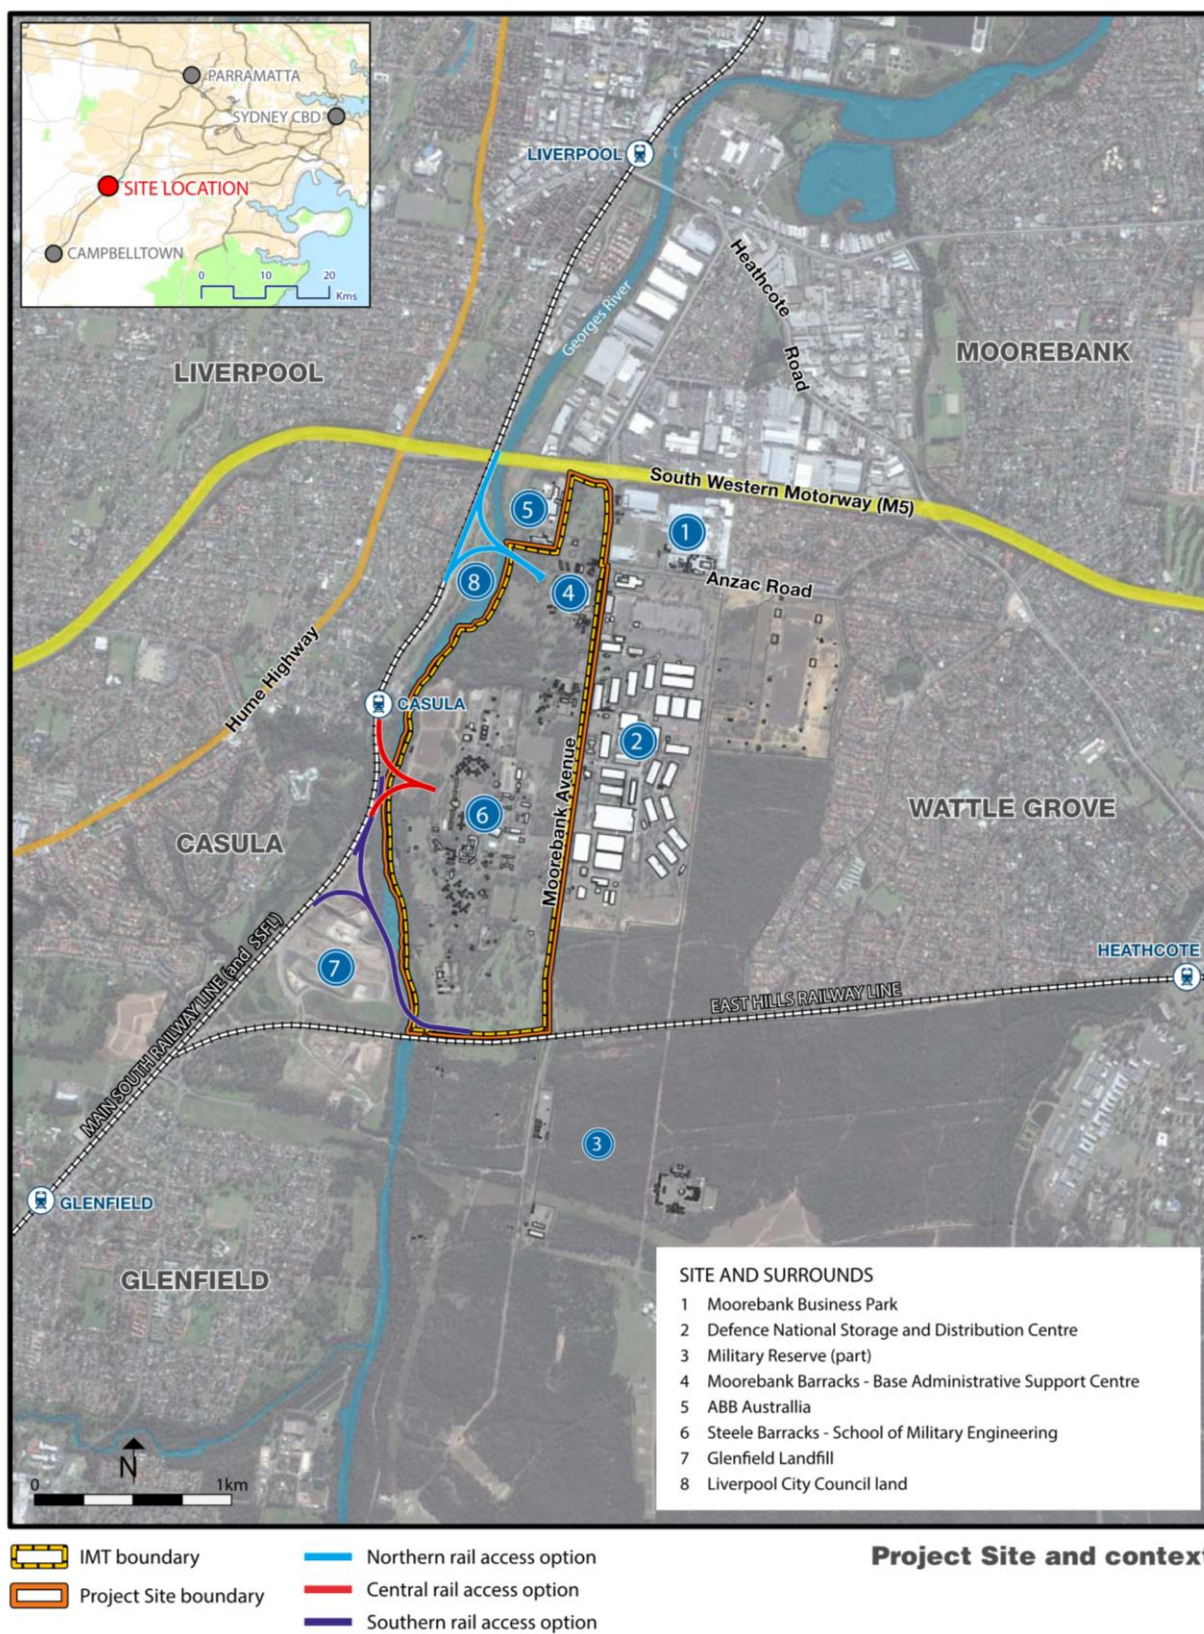 PARRAMATTA
SYDNEY CBD
SITE LOCATION
CAMPBELLTOWN
0 10 20
Kms
LIVERPOOL
Heathcote Road
Georges River
LIVERPOOL
MOOREBANK
South Western Motorway (M5)
5
1
8
4
Anzac Road
Hume Highway
CASULA
2
Moorebank Avenue
6
WATTLE GROVE
CASULA
7
MAIN SOUTH RAILWAY LINE (and SSFL)
HEATHCOTE
EAST HILLS RAILWAY LINE
3
GLENFIELD
GLENFIELD
SITE AND SURROUNDS
1 Moorebank Business Park
2 Defence National Storage and Distribution Centre
3 Military Reserve (part)
4 Moorebank Barracks - Base Administrative Support Centre
5 ABB Australlia
6 Steele Barracks - School of Military Engineering
7 Glenfield Landfill
8 Liverpool City Council land
N
0 1km
IMT boundary
Project Site boundary
Northern rail access option
Central rail access option
Southern rail access option
Project Site and context